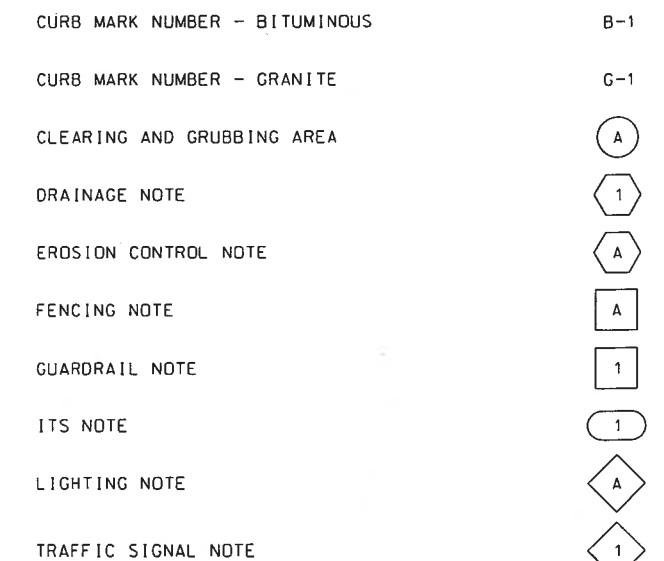 CURB MARK NUMBER - BITUMINOUS B-1
CURB MARK NUMBER - GRANITE G-1
CLEARING AND GRUBBING AREA A
DRAINAGE NOTE 1
EROSION CONTROL NOTE A
FENCING NOTE A
GUARDRAIL NOTE 1
ITS NOTE 1
LIGHTING NOTE A
TRAFFIC SIGNAL NOTE 1